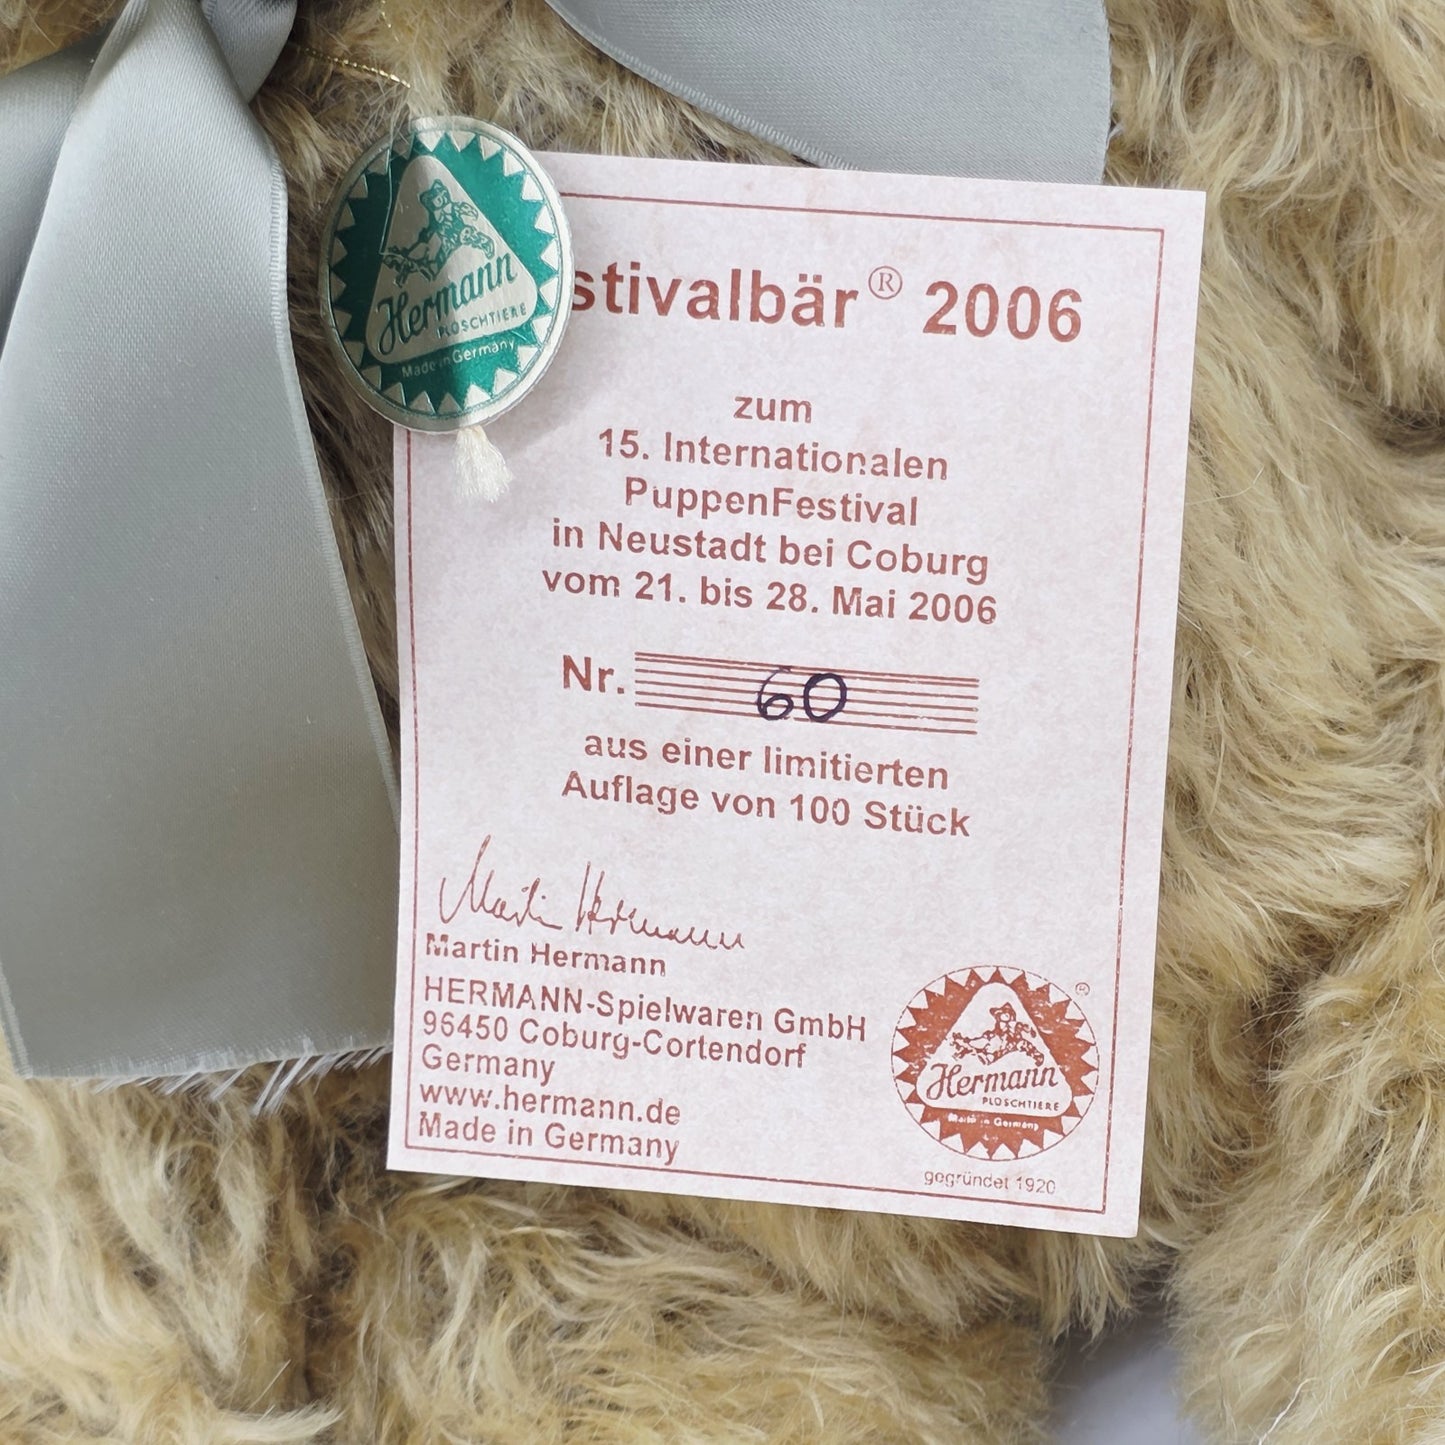 Hermann
PLÜSCHTIERE
Made in Germany
stivalbär® 2006
zum
15. Internationalen
PuppenFestival
in Neustadt bei Coburg
vom 21. bis 28. Mai 2006
Nr. 60
aus einer limitierten
Auflage von 100 Stück
Martin Hermann
Martin Hermann
HERMANN-Spielwaren GmbH
96450 Coburg-Cortendorf
Germany
www.hermann.de
Made in Germany
®
Hermann
PLÜSCHTIERE
Made in Germany
gegründet 1920